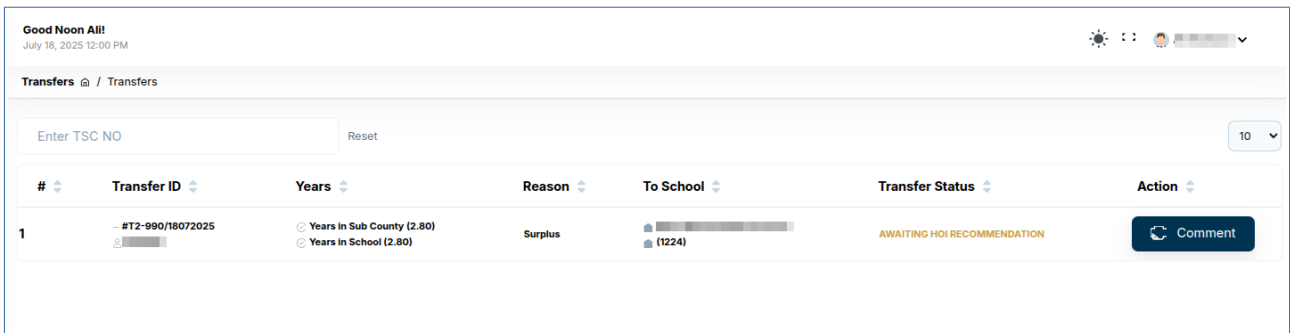 Good Noon Ali!
July 18, 2025 12:00 PM
Transfers / Transfers
Enter TSC NO
Reset
10
# Transfer ID Years Reason To School Transfer Status Action
1
#T2-990/18072025
Years in Sub County (2.80)
Years in School (2.80)
Surplus
(1224)
AWAITING HOI RECOMMENDATION
Comment